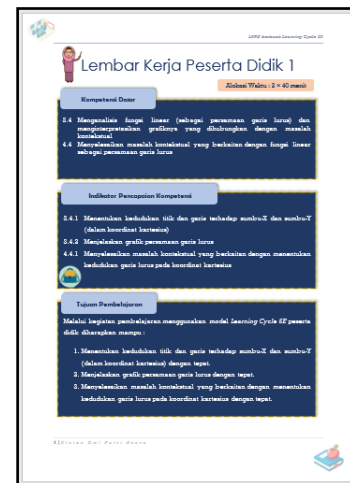 LKPD berbasis Learning Cycle 5E
Lembar Kerja Peserta Didik 1
Alokasi Waktu : 2 × 40 menit
Kompetensi Dasar
3.4 Menganalisis fungsi linear (sebagai persamaan garis lurus) dan
menginterpretasikan grafiknya yang dihubungkan dengan masalah
kontekstual
4.4 Menyelesaikan masalah kontekstual yang berkaitan dengan fungsi linear
sebagai persamaan garis lurus
Indikator Pencapaian Kompetensi
3.4.1 Menentukan kedudukan titik dan garis terhadap sumbu-X dan sumbu-Y
(dalam koordinat kartesius)
3.4.2 Menjelaskan grafik persamaan garis lurus
4.4.1 Menyelesaikan masalah kontekstual yang berkaitan dengan menentukan
kedudukan garis lurus pada koordinat kartesius
Tujuan Pembelajaran
Melalui kegiatan pembelajaran menggunakan model Learning Cycle 5E peserta
didik diharapkan mampu :
1. Menentukan kedudukan titik dan garis terhadap sumbu-X dan sumbu-Y
(dalam koordinat kartesius) dengan tepat.
2. Menjelaskan grafik persamaan garis lurus dengan tepat.
3. Menyelesaikan masalah kontekstual yang berkaitan dengan menentukan
kedudukan garis lurus pada koordinat kartesius dengan tepat.